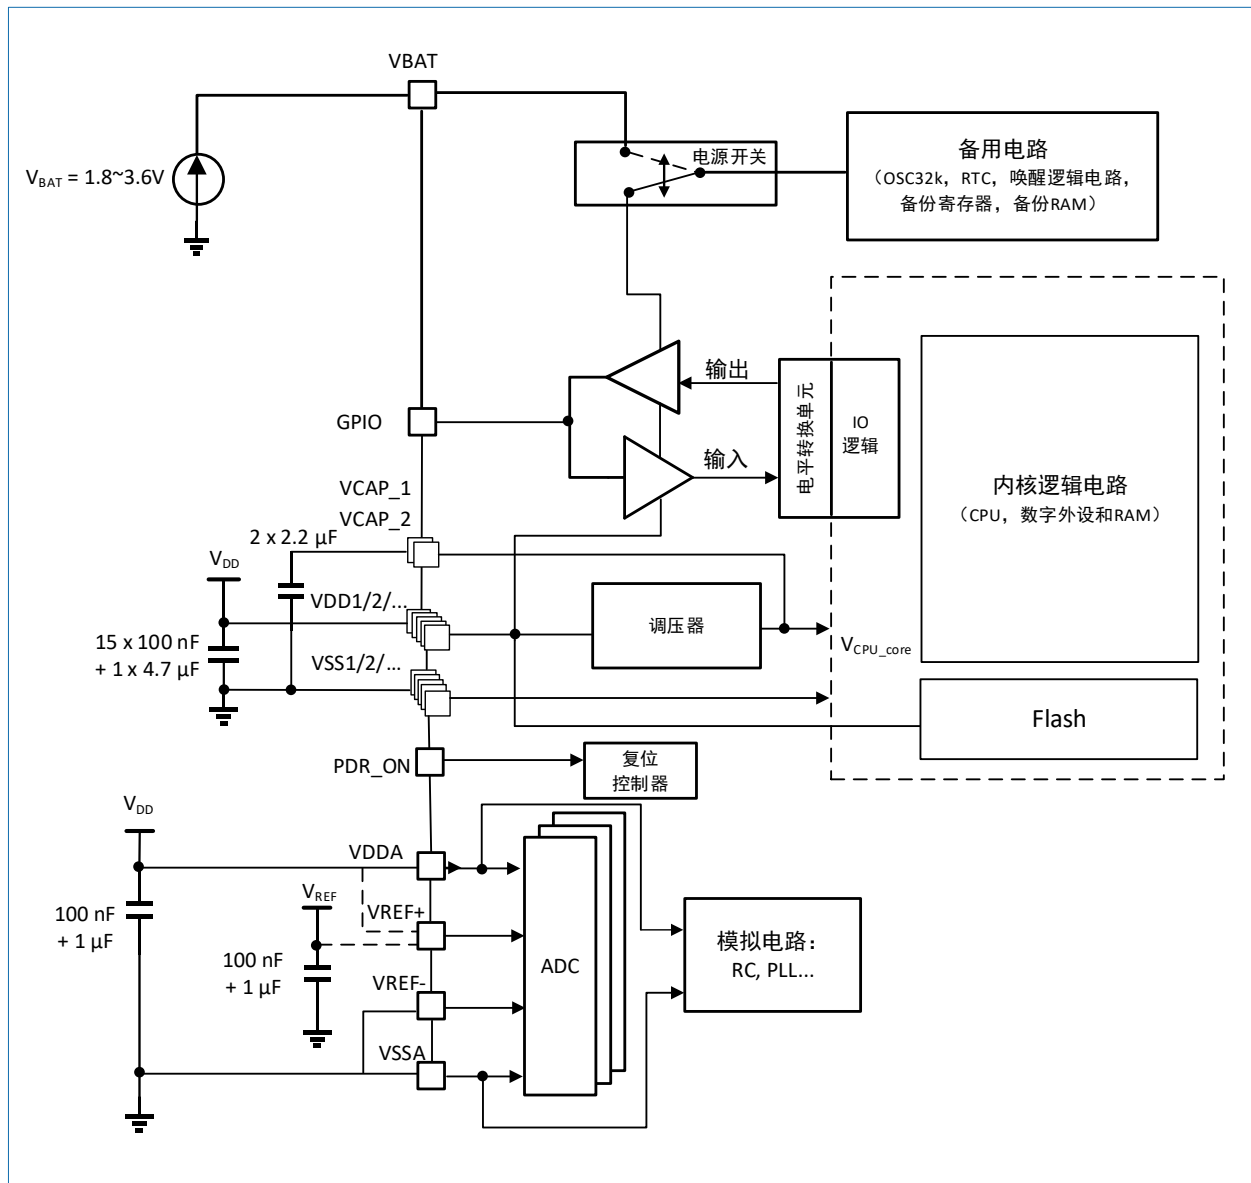 VBAT
V_BAT = 1.8~3.6V
电源开关
备用电路
（OSC32k，RTC，唤醒逻辑电路，
备份寄存器，备份RAM）
输出
GPIO
电平转换单元
IO
逻辑
输入
内核逻辑电路
（CPU，数字外设和RAM）
VCAP_1
VCAP_2
2 x 2.2 µF
V_DD
VDD1/2/...
调压器
15 x 100 nF
+ 1 x 4.7 µF
V_CPU_core
VSS1/2/...
Flash
PDR_ON
复位
控制器
V_DD
VDDA
V_REF
VREF+
100 nF
+ 1 µF
100 nF
+ 1 µF
ADC
模拟电路：
RC, PLL...
VREF-
VSSA